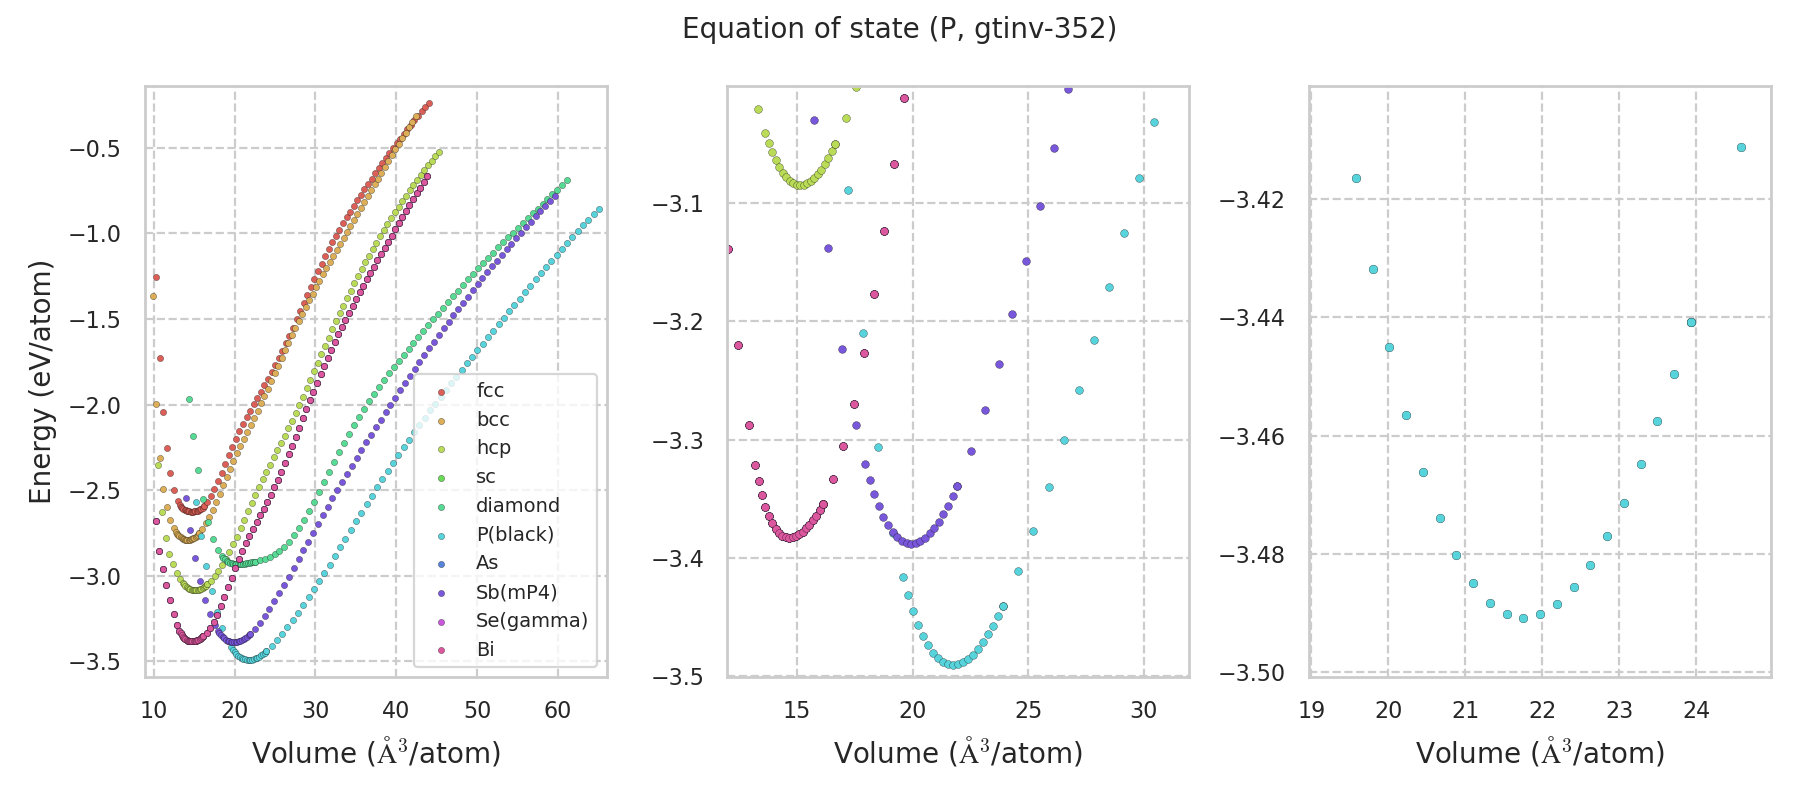 Equation of state (P, gtinv-352)
Energy (eV/atom)
−0.5
−1.0
−1.5
−2.0
−2.5
−3.0
−3.5
10 20 30 40 50 60
Volume (Å³/atom)
fcc
bcc
hcp
sc
diamond
P(black)
As
Sb(mP4)
Se(gamma)
Bi
−3.1
−3.2
−3.3
−3.4
−3.5
15 20 25 30
Volume (Å³/atom)
−3.42
−3.44
−3.46
−3.48
−3.50
19 20 21 22 23 24
Volume (Å³/atom)